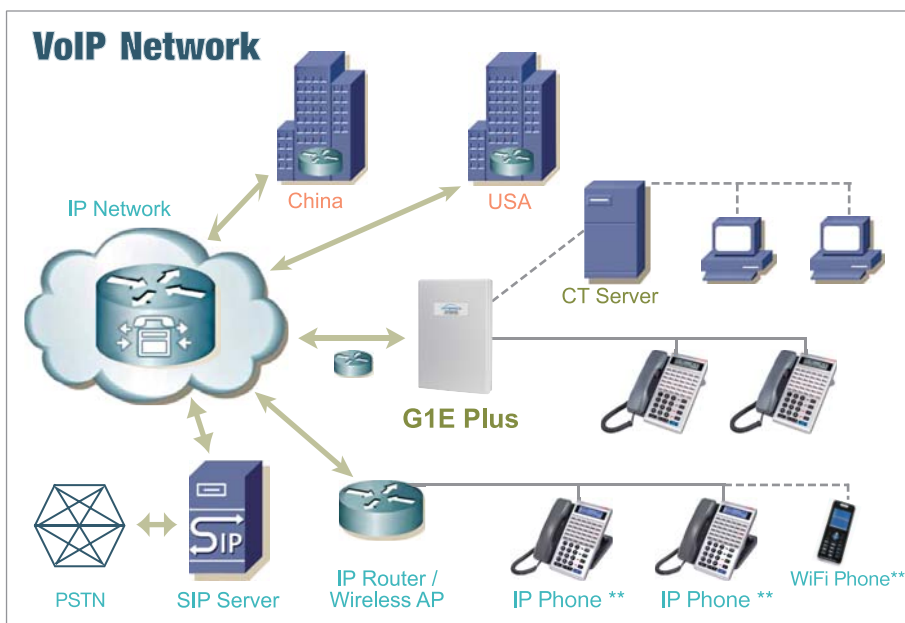 VoIP Network
China
USA
IP Network
CT Server
G1E Plus
SIP
PSTN
SIP Server
IP Router /
Wireless AP
IP Phone **
IP Phone **
WiFi Phone**